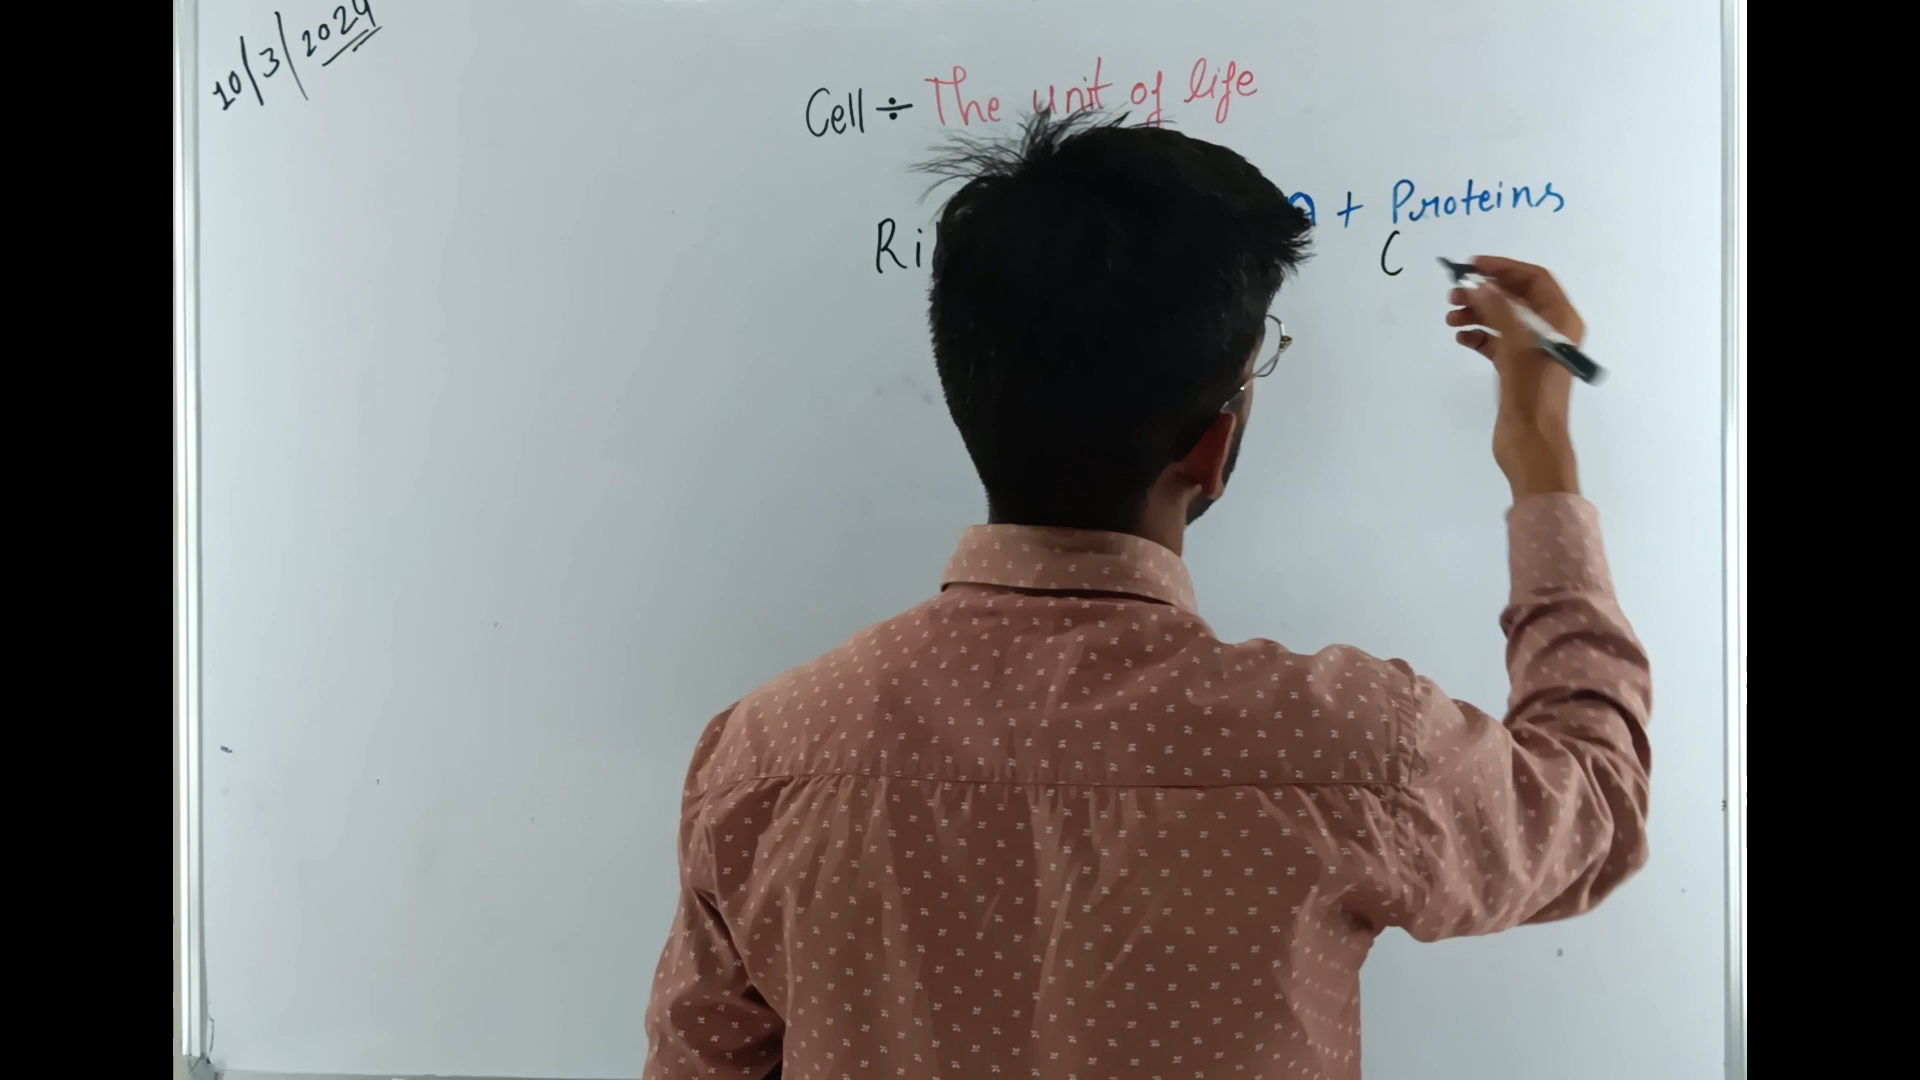 10/3/2024
Cell ÷ The unit of life
+ Proteins
Ri
(